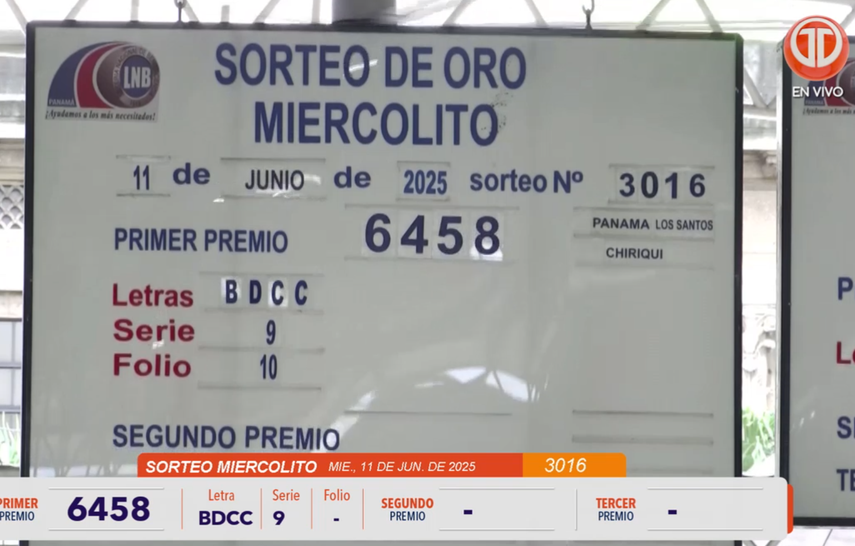 SORTEO DE ORO
MIERCOLITO
LNB
PANAMA
¡Ayudamos a los más necesitados!
EN VIVO
11 de JUNIO de 2025 sorteo Nº 3016
PRIMER PREMIO 6458 PANAMA LOS SANTOS
CHIRIQUI
Letras B D C C
Serie 9
Folio 10
SEGUNDO PREMIO
SORTEO MIERCOLITO MIE., 11 DE JUN. DE 2025 3016
PRIMER PREMIO 6458
Letra BDCC
Serie 9
Folio -
SEGUNDO PREMIO -
TERCER PREMIO -